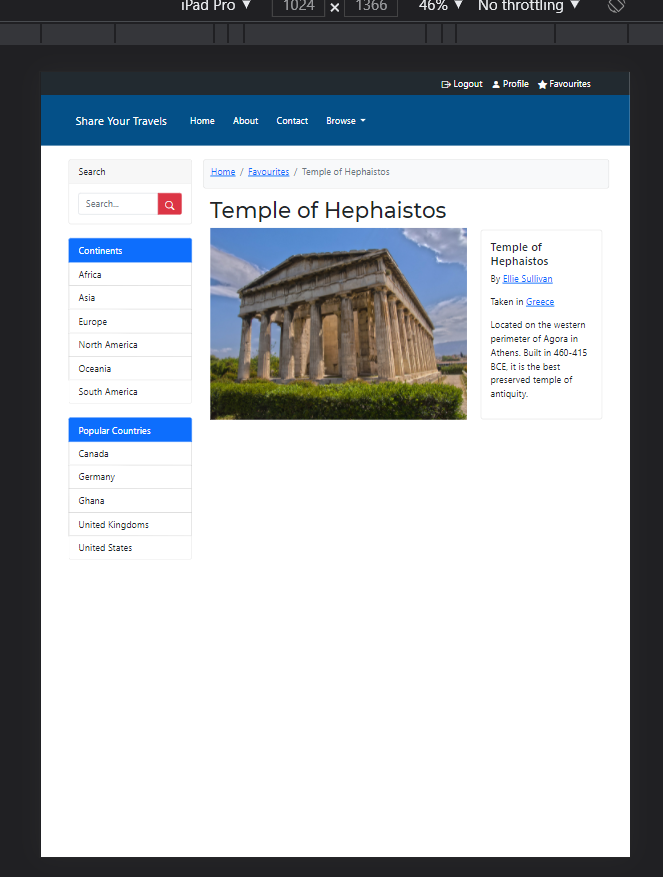 iPad Pro ▼ 1024 × 1366 46% ▼ No throttling ▼
Logout Profile Favourites
Share Your Travels Home About Contact Browse
Search
Search...
Continents
Africa
Asia
Europe
North America
Oceania
South America
Popular Countries
Canada
Germany
Ghana
United Kingdoms
United States
Home / Favourites / Temple of Hephaistos
Temple of Hephaistos
Temple of
Hephaistos
By Ellie Sullivan
Taken in Greece
Located on the western
perimeter of Agora in
Athens. Built in 460-415
BCE, it is the best
preserved temple of
antiquity.